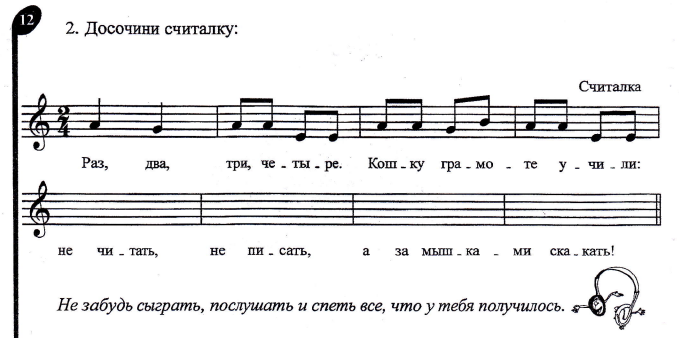 12
2. Досочини считалку:
Считалка
2 4
Раз, два, три, че - ты - ре. Кош - ку гра - мо - те у - чи - ли:
не чи - тать, не пи - сать, а за мыш - ка - ми ска - кать!
Не забудь сыграть, послушать и спеть все, что у тебя получилось.